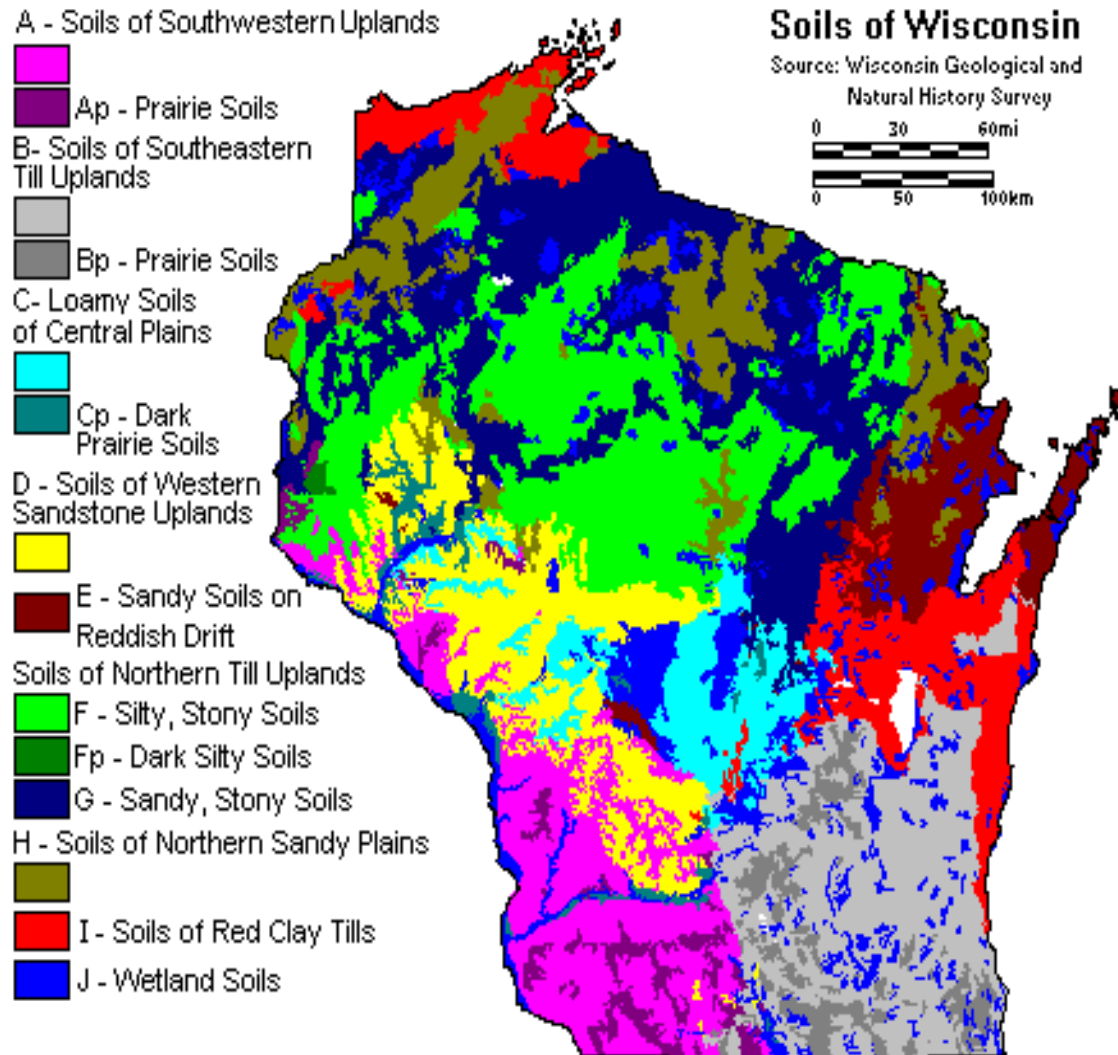 A - Soils of Southwestern Uplands
Ap - Prairie Soils
B- Soils of Southeastern
Till Uplands
Bp - Prairie Soils
C- Loamy Soils
of Central Plains
Cp - Dark
Prairie Soils
D - Soils of Western
Sandstone Uplands
E - Sandy Soils on
Reddish Drift
Soils of Northern Till Uplands
F - Silty, Stony Soils
Fp - Dark Silty Soils
G - Sandy, Stony Soils
H - Soils of Northern Sandy Plains
I - Soils of Red Clay Tills
J - Wetland Soils
Soils of Wisconsin
Source: Wisconsin Geological and
Natural History Survey
0 30 60mi
0 50 100km